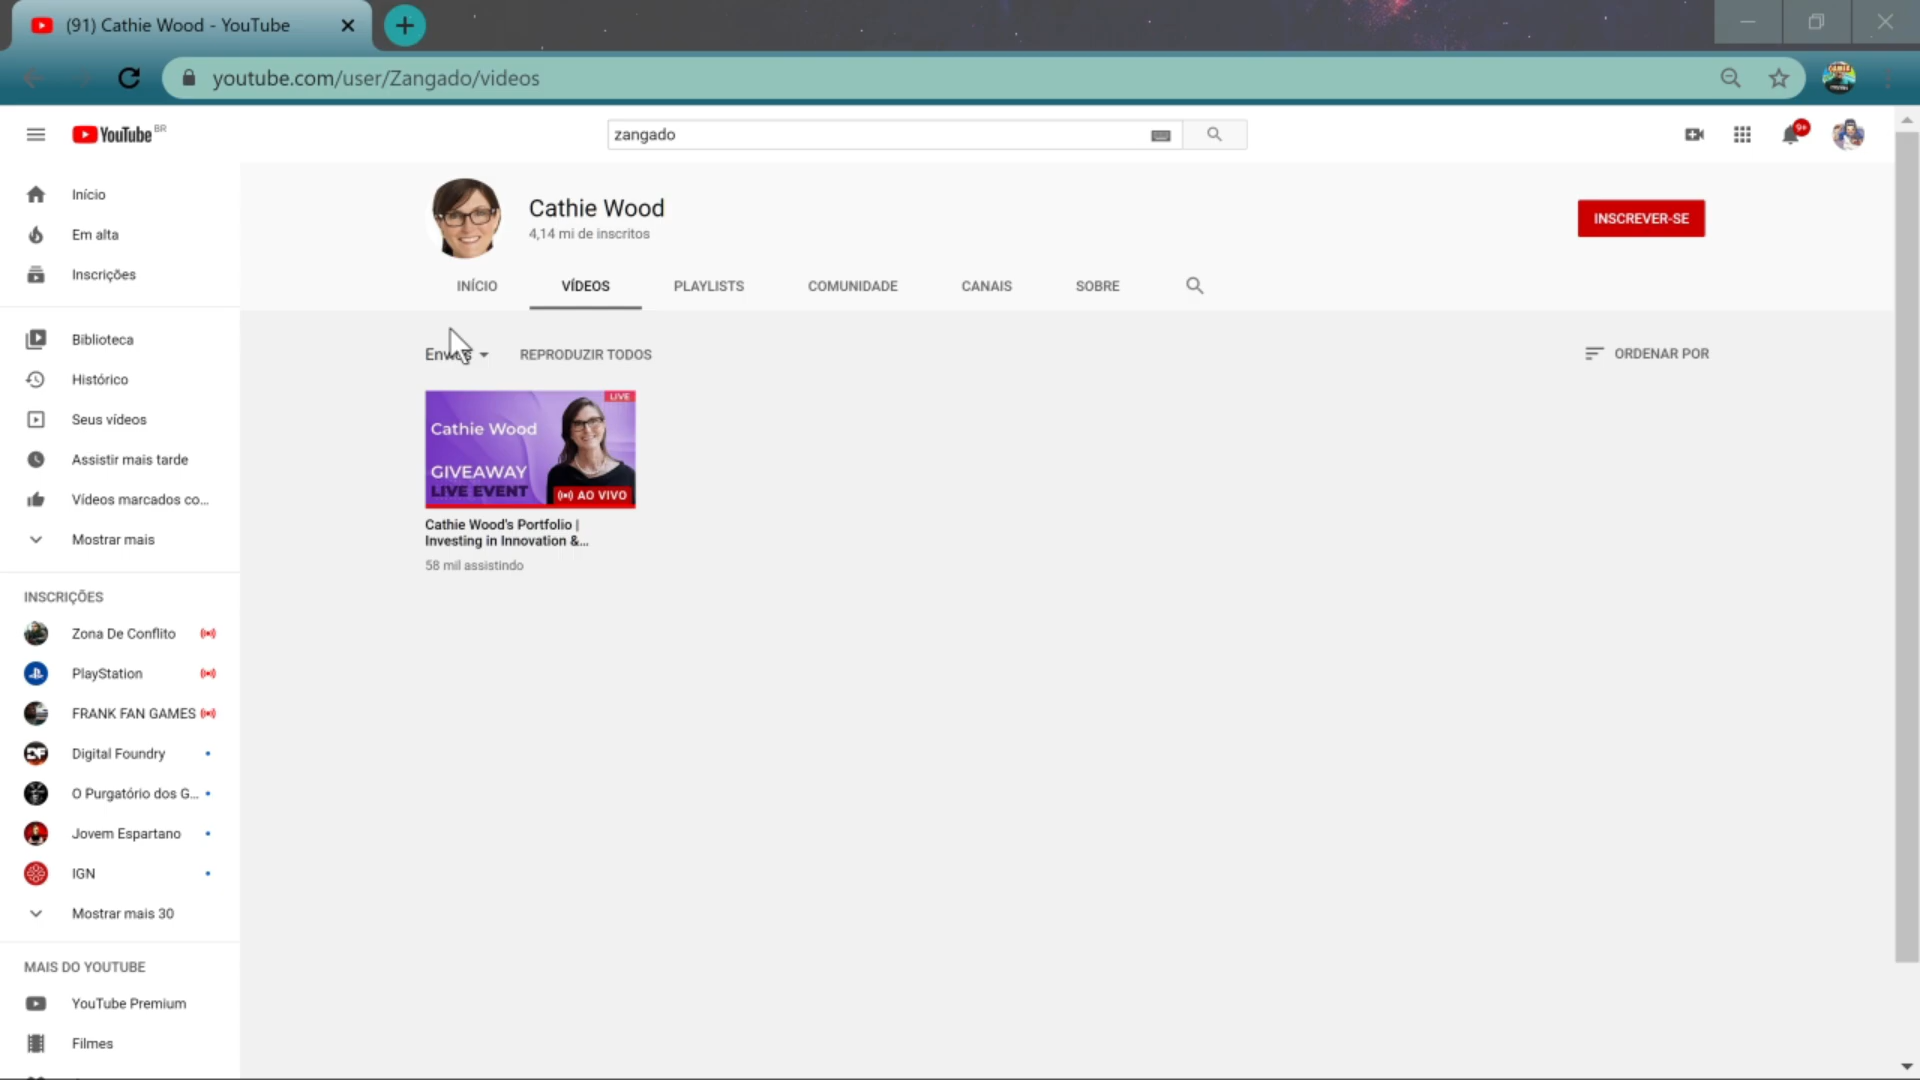 (91) Cathie Wood - YouTube
youtube.com/user/Zangado/videos
YouTube BR
zangado
9+
Início
Em alta
Inscrições
Biblioteca
Histórico
Seus vídeos
Assistir mais tarde
Vídeos marcados co...
Mostrar mais
INSCRIÇÕES
Zona De Conflito
PlayStation
FRANK FAN GAMES
Digital Foundry
O Purgatório dos G...
Jovem Espartano
IGN
Mostrar mais 30
MAIS DO YOUTUBE
YouTube Premium
Filmes
Cathie Wood
4,14 mi de inscritos
INSCREVER-SE
INÍCIO
VÍDEOS
PLAYLISTS
COMUNIDADE
CANAIS
SOBRE
REPRODUZIR TODOS
ORDENAR POR
LIVE
Cathie Wood
GIVEAWAY
LIVE EVENT
AO VIVO
Cathie Wood's Portfolio |
Investing in Innovation &...
58 mil assistindo